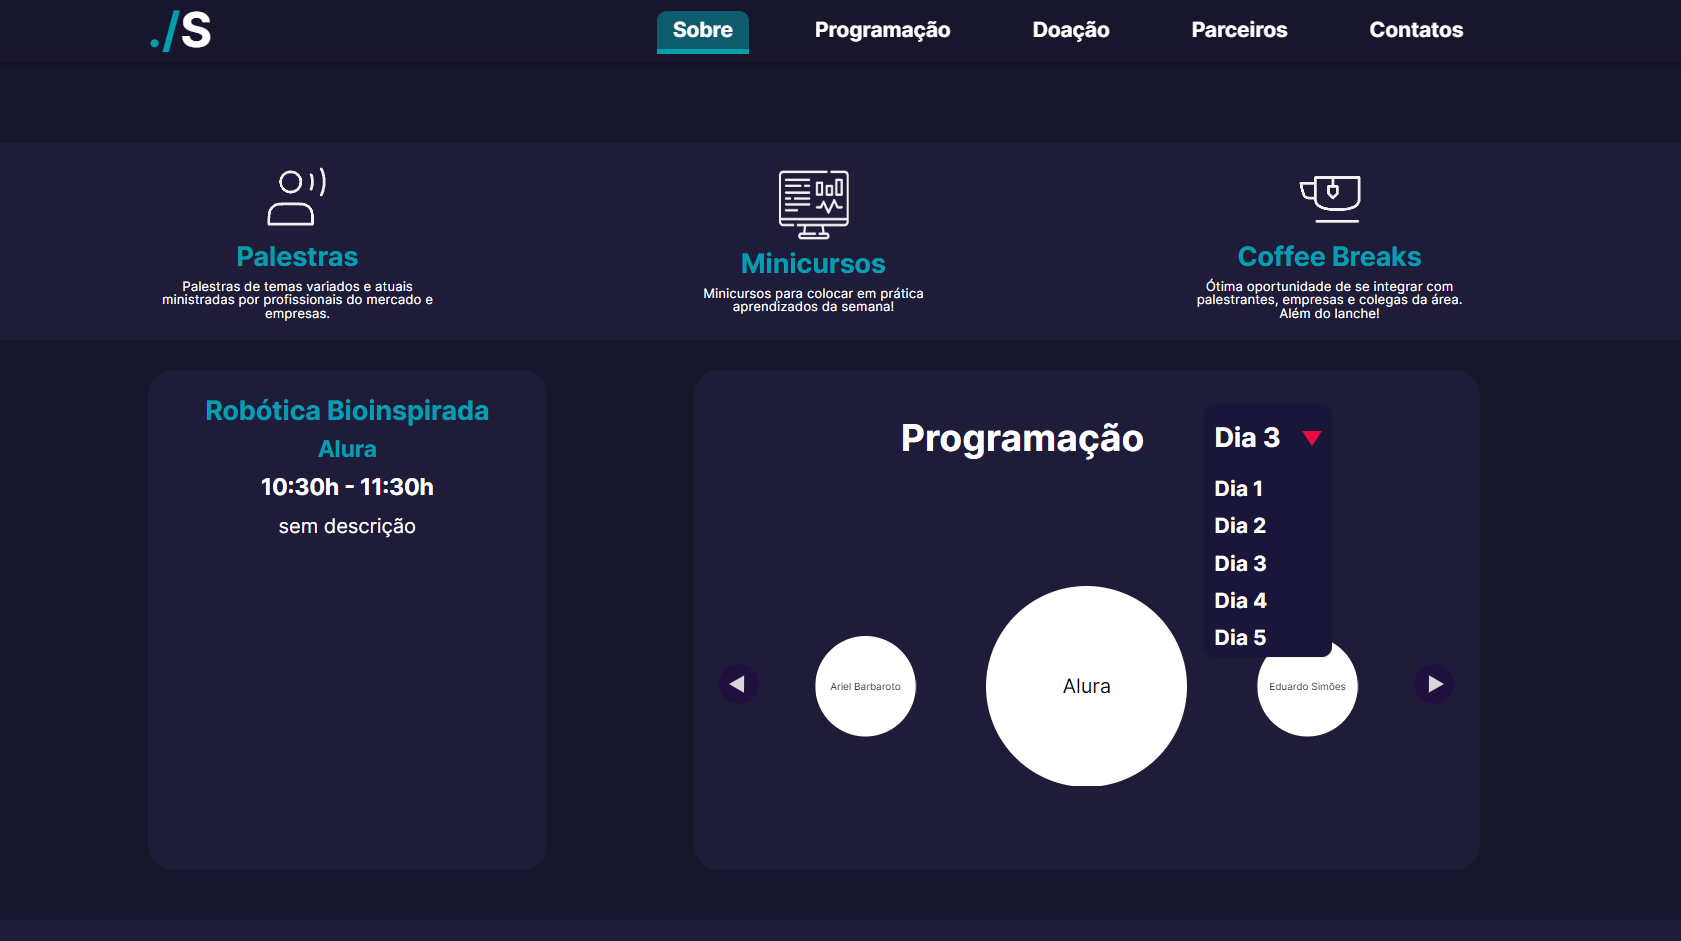 ./S
Sobre
Programação
Doação
Parceiros
Contatos
Palestras
Palestras de temas variados e atuais
ministradas por profissionais do mercado e
empresas.
Minicursos
Minicursos para colocar em prática
aprendizados da semana!
Coffee Breaks
Ótima oportunidade de se integrar com
palestrantes, empresas e colegas da área.
Além do lanche!
Robótica Bioinspirada
Alura
10:30h - 11:30h
sem descrição
Programação
Dia 3
Dia 1
Dia 2
Dia 3
Dia 4
Dia 5
Ariel Barbaroto
Alura
Eduardo Simões